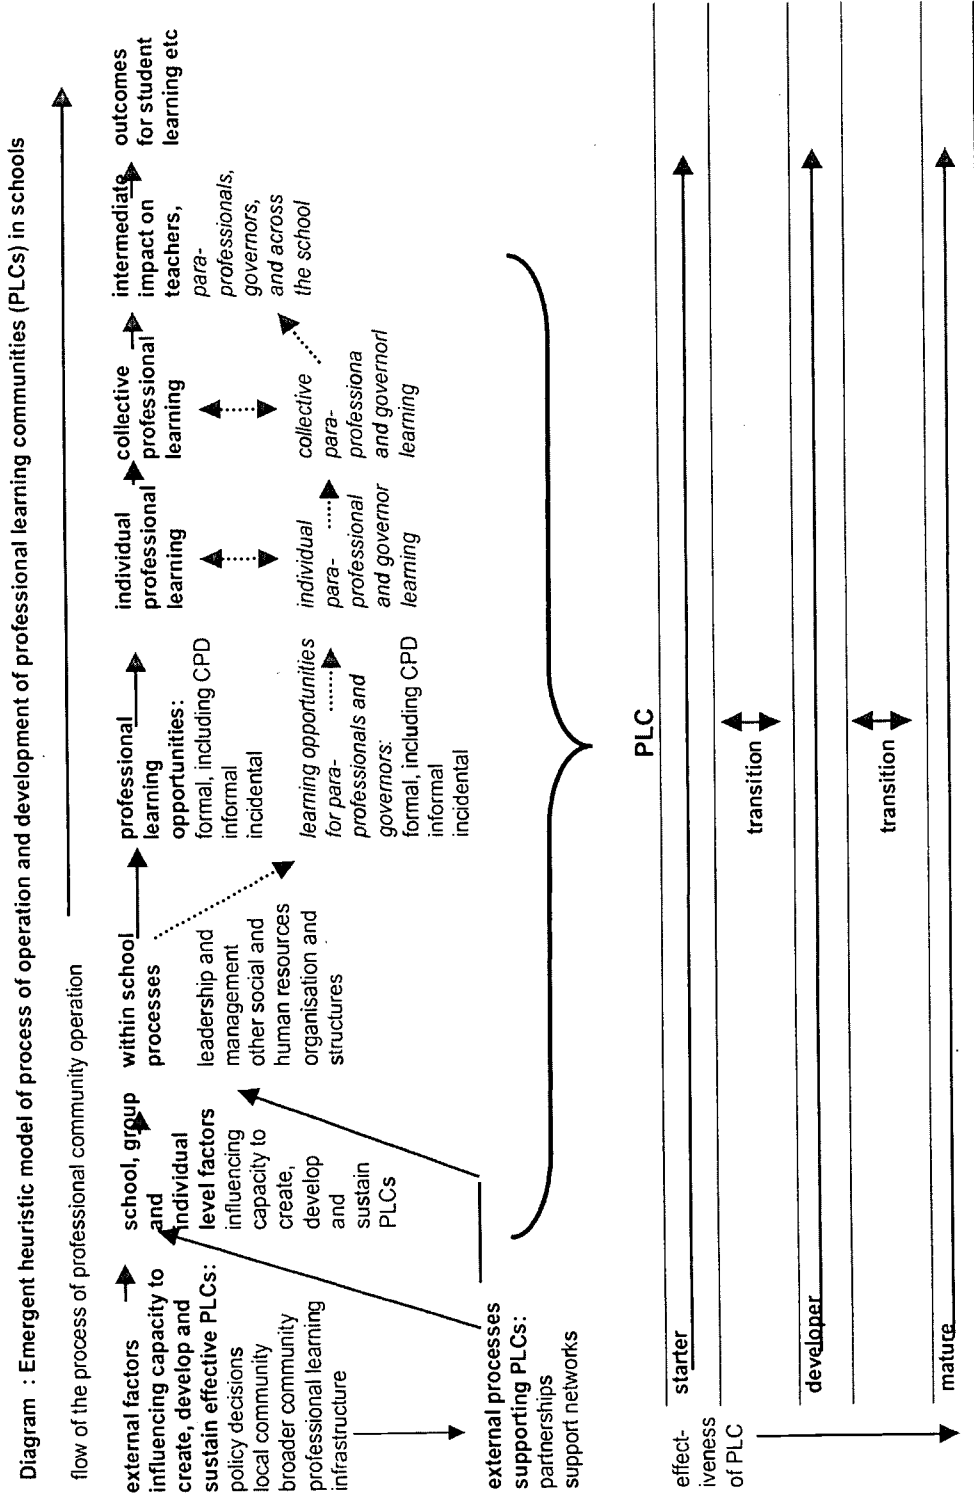 Diagram : Emergent heuristic model of process of operation and development of professional learning communities (PLCs) in schools
flow of the process of professional community operation
external factors
influencing capacity to
create, develop and
sustain effective PLCs:
policy decisions
local community
broader community
professional learning
infrastructure
school, group
and
individual
level factors
influencing
capacity to
create,
develop
and
sustain
PLCs
within school
processes
leadership and
management
other social and
human resources
organisation and
structures
professional
learning
opportunities:
formal, including CPD
informal
incidental
learning opportunities
for para-
professionals and
governors:
formal, including CPD
informal
incidental
individual
professional
learning
individual
para-
professional
and governor
learning
collective
professional
learning
collective
para-
professiona
and governorl
learning
intermediate
impact on
teachers,
para-
professionals,
governors,
and across
the school
outcomes
for student
learning etc
external processes
supporting PLCs:
partnerships
support networks
PLC
effect-
iveness
of PLC
starter
transition
developer
transition
mature